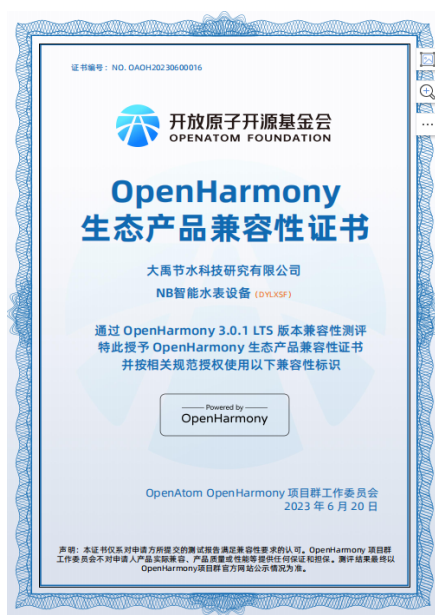 证书编号：NO. OAOH20230600016
开放原子开源基金会
OPENATOM FOUNDATION
OpenHarmony
生态产品兼容性证书
大禹节水科技研究有限公司
NB智能水表设备 (DYLXSF)
通过 OpenHarmony 3.0.1 LTS 版本兼容性测评
特此授予 OpenHarmony 生态产品兼容性证书
并按相关规范授权使用以下兼容性标识
Powered by
OpenHarmony
OpenAtom OpenHarmony 项目群工作委员会
2023 年 6 月 20 日
声明：本证书仅系对申请方所提交的测试报告满足兼容性要求的认可。OpenHarmony 项目群
工作委员会不对申请人产品实际兼容、产品质量或性能等提供任何保证和担保。测评结果最终以
OpenHarmony项目群官方网站公示情况为准。